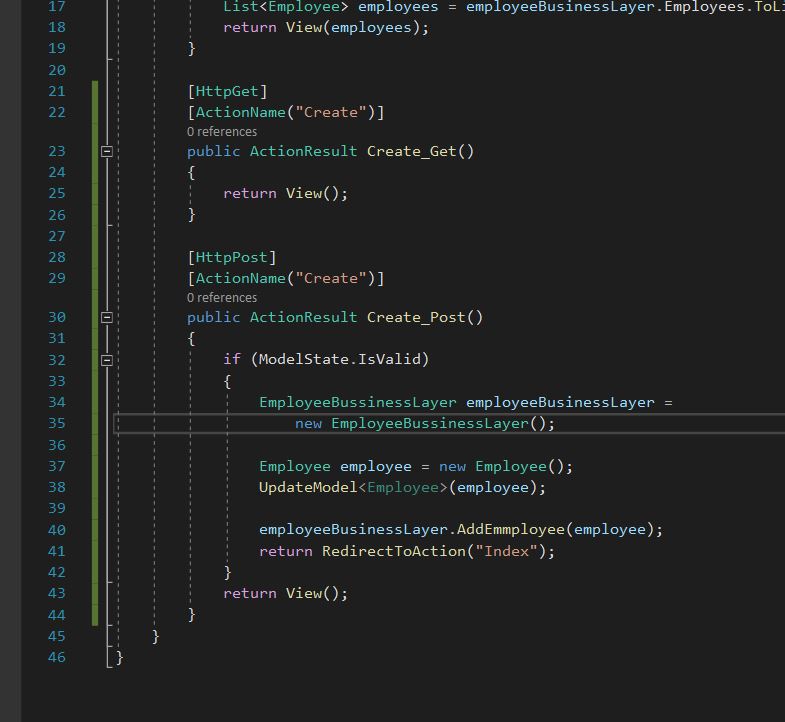 17 List<Employee> employees = employeeBusinessLayer.Employees.ToLi
18 return View(employees);
19 }
20
21 [HttpGet]
22 [ActionName("Create")]
0 references
23 public ActionResult Create_Get()
24 {
25 return View();
26 }
27
28 [HttpPost]
29 [ActionName("Create")]
0 references
30 public ActionResult Create_Post()
31 {
32 if (ModelState.IsValid)
33 {
34 EmployeeBussinessLayer employeeBusinessLayer =
35 new EmployeeBussinessLayer();
36
37 Employee employee = new Employee();
38 UpdateModel<Employee>(employee);
39
40 employeeBusinessLayer.AddEmmployee(employee);
41 return RedirectToAction("Index");
42 }
43 return View();
44 }
45 }
46 }